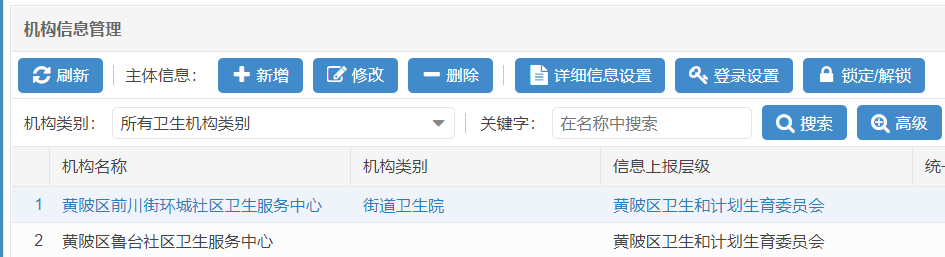 机构信息管理
刷新 主体信息： 新增 修改 删除 详细信息设置 登录设置 锁定/解锁
机构类别： 所有卫生机构类别 关键字： 在名称中搜索 搜索 高级
机构名称 机构类别 信息上报层级 统一
1 黄陂区前川街环城社区卫生服务中心 街道卫生院 黄陂区卫生和计划生育委员会
2 黄陂区鲁台社区卫生服务中心 黄陂区卫生和计划生育委员会